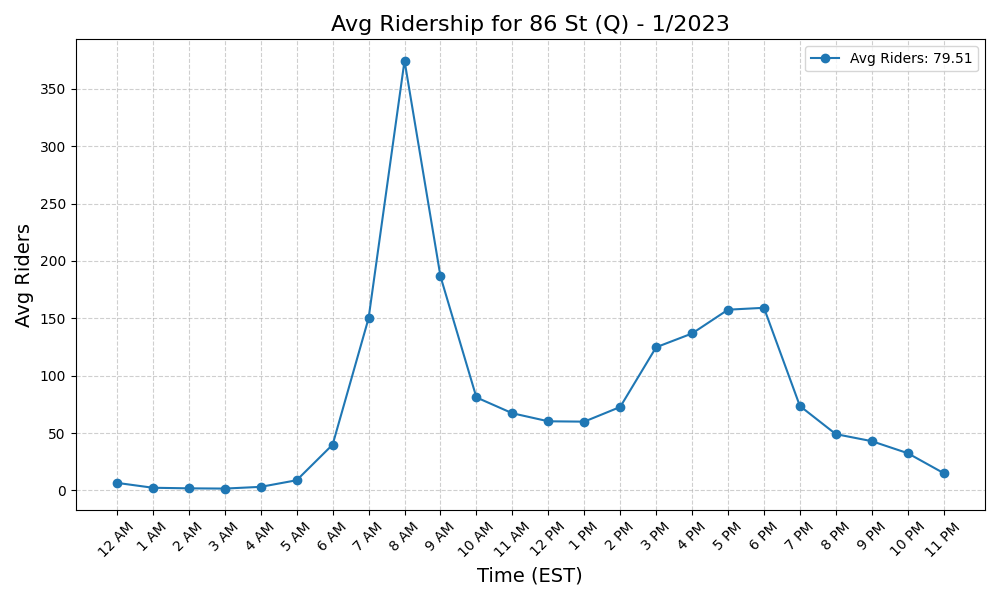 Avg Ridership for 86 St (Q) - 1/2023
Avg Riders: 79.51
Avg Riders
350
300
250
200
150
100
50
0
12 AM
1 AM
2 AM
3 AM
4 AM
5 AM
6 AM
7 AM
8 AM
9 AM
10 AM
11 AM
12 PM
1 PM
2 PM
3 PM
4 PM
5 PM
6 PM
7 PM
8 PM
9 PM
10 PM
11 PM
Time (EST)